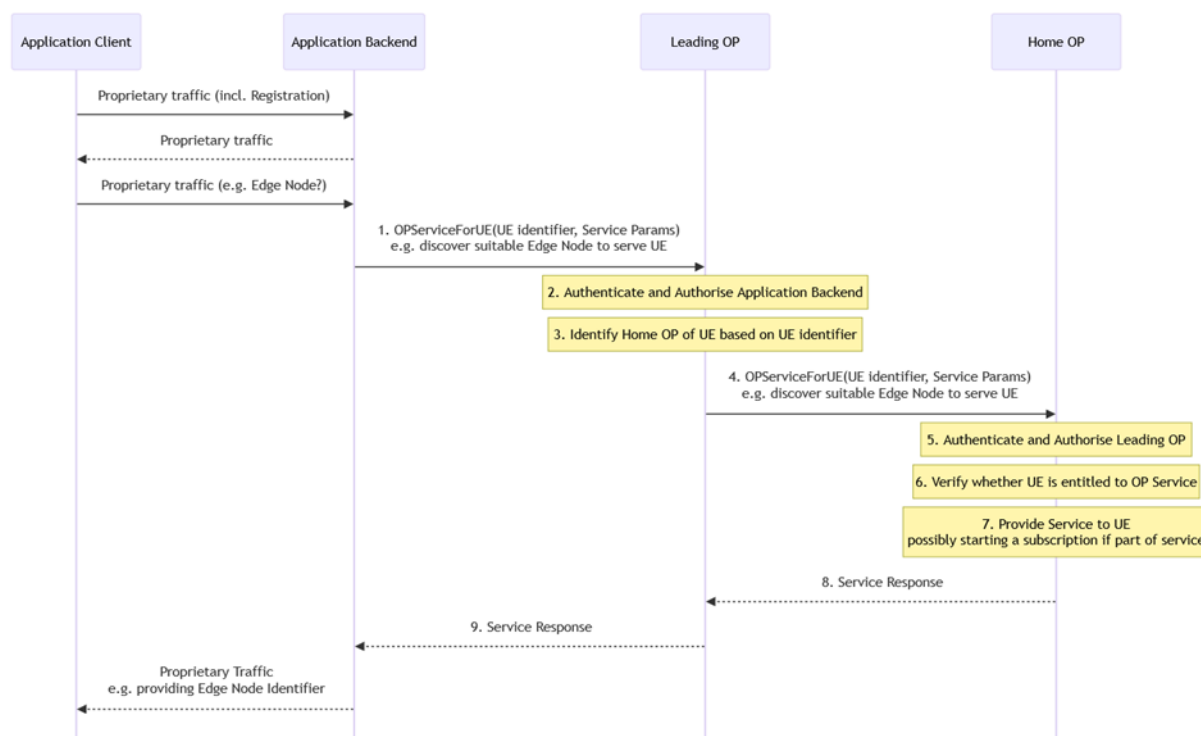 Application Client
Application Backend
Leading OP
Home OP
Proprietary traffic (incl. Registration)
Proprietary traffic
Proprietary traffic (e.g. Edge Node?)
1. OPServiceForUE(UE identifier, Service Params)
e.g. discover suitable Edge Node to serve UE
2. Authenticate and Authorise Application Backend
3. Identify Home OP of UE based on UE identifier
4. OPServiceForUE(UE identifier, Service Params)
e.g. discover suitable Edge Node to serve UE
5. Authenticate and Authorise Leading OP
6. Verify whether UE is entitled to OP Service
7. Provide Service to UE
possibly starting a subscription if part of service
8. Service Response
9. Service Response
Proprietary Traffic
e.g. providing Edge Node Identifier